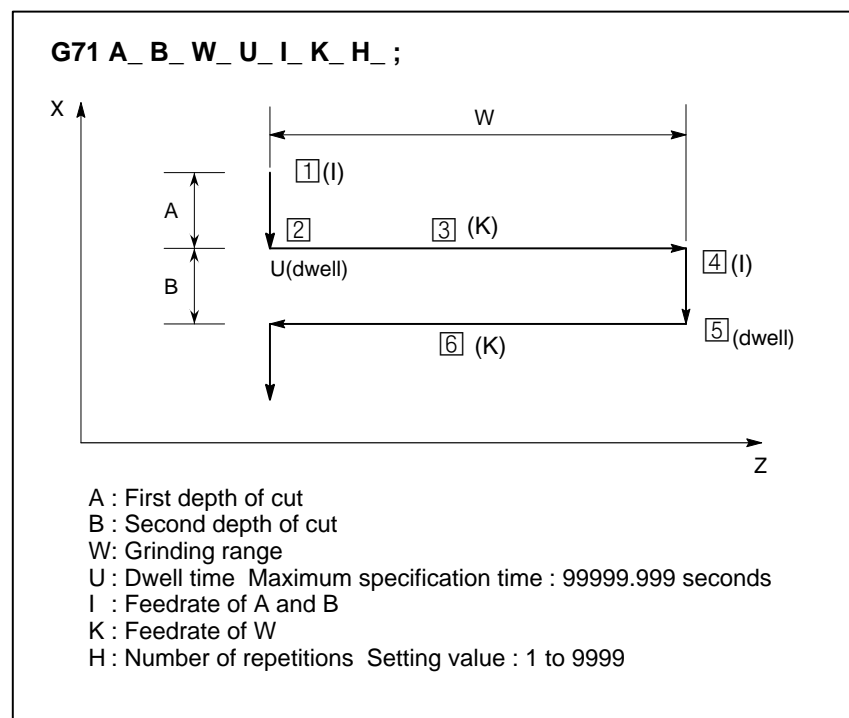 G71 A_ B_ W_ U_ I_ K_ H_ ;
X
W
1 (I)
A
2
3 (K)
U(dwell)
4 (I)
B
5 (dwell)
6 (K)
Z
A : First depth of cut
B : Second depth of cut
W: Grinding range
U : Dwell time Maximum specification time : 99999.999 seconds
I : Feedrate of A and B
K : Feedrate of W
H : Number of repetitions Setting value : 1 to 9999